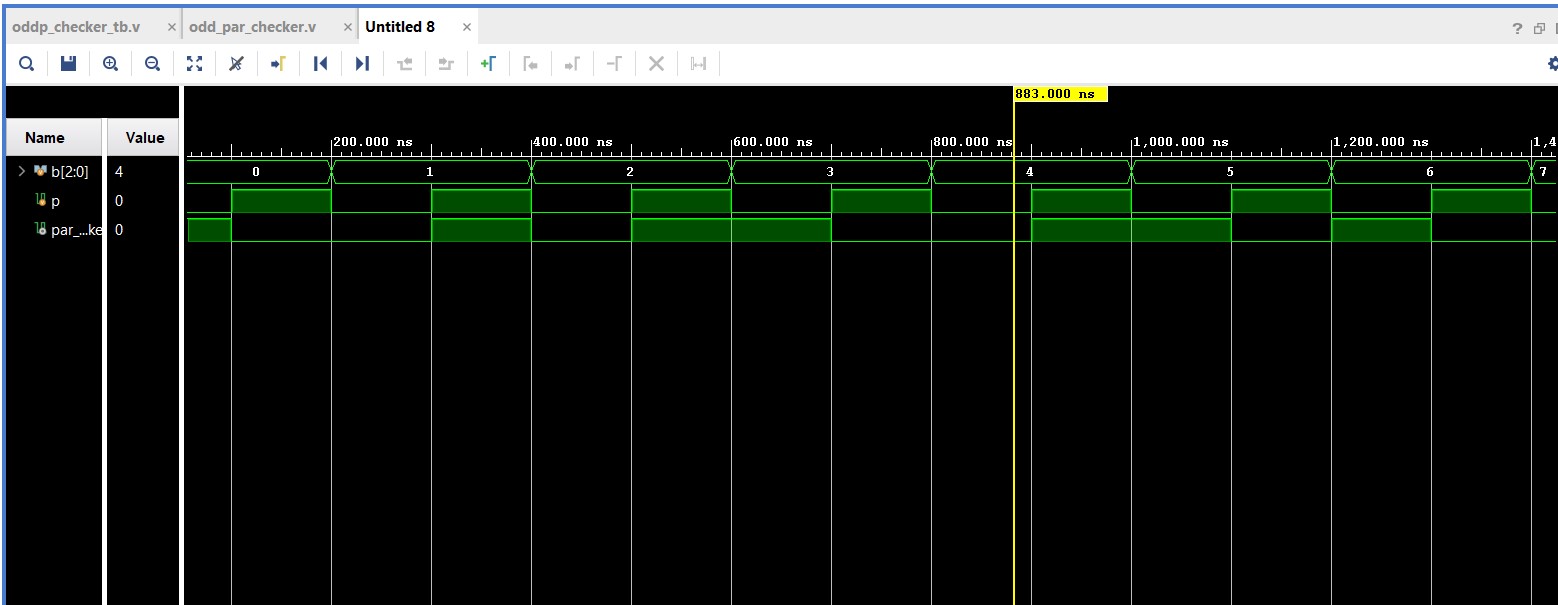 oddp_checker_tb.v × odd_par_checker.v × Untitled 8 × ?
883.000 ns
Name Value
200.000 ns 400.000 ns 600.000 ns 800.000 ns 1,000.000 ns 1,200.000 ns 1,4
b[2:0] 4 0 1 2 3 4 5 6 7
p 0
par_...ke 0